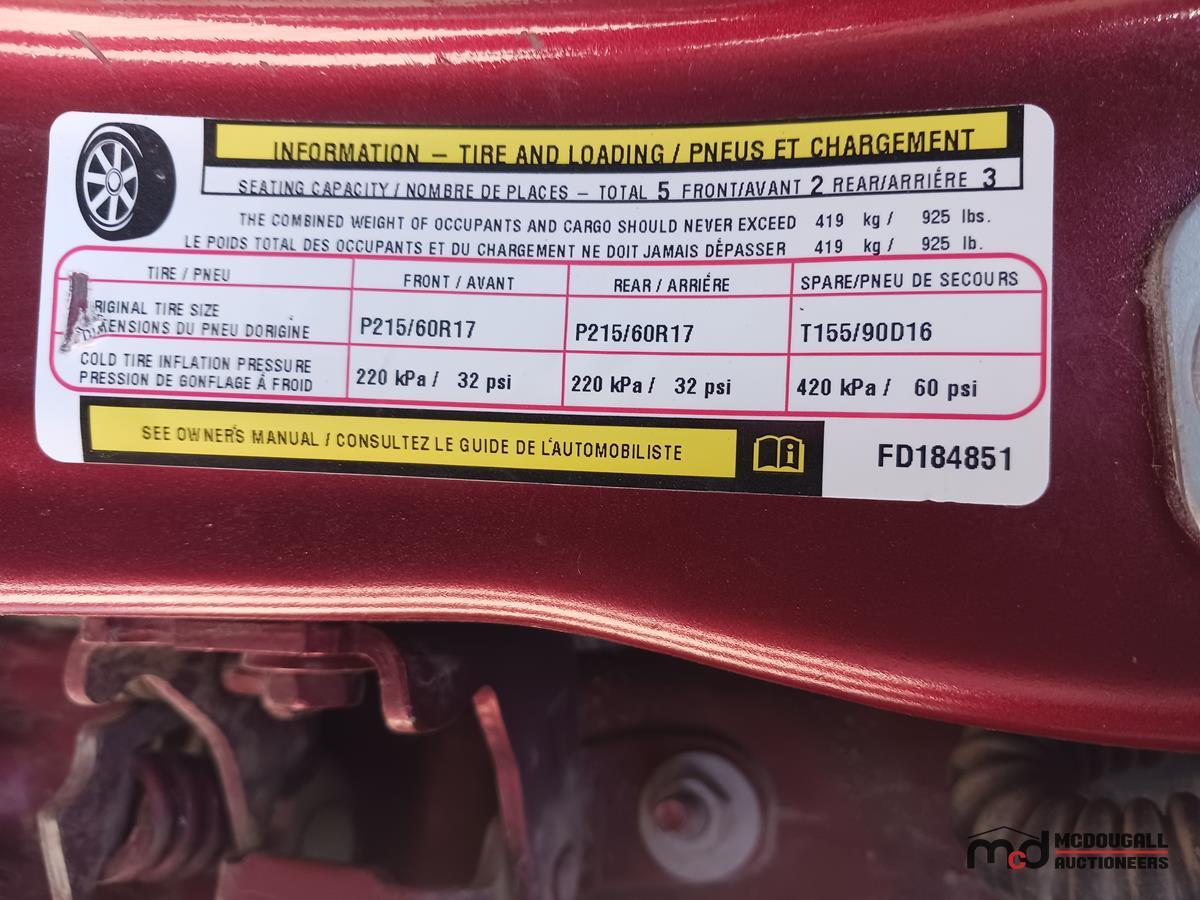 INFORMATION – TIRE AND LOADING / PNEUS ET CHARGEMENT
SEATING CAPACITY / NOMBRE DE PLACES – TOTAL 5 FRONT/AVANT 2 REAR/ARRIÉRE 3
THE COMBINED WEIGHT OF OCCUPANTS AND CARGO SHOULD NEVER EXCEED 419 kg / 925 lbs.
LE POIDS TOTAL DES OCCUPANTS ET DU CHARGEMENT NE DOIT JAMAIS DÉPASSER 419 kg / 925 lb.
TIRE / PNEU FRONT / AVANT REAR / ARRIÉRE SPARE/PNEU DE SECOURS
RIGINAL TIRE SIZE
DIMENSIONS DU PNEU DORIGINE P215/60R17 P215/60R17 T155/90D16
COLD TIRE INFLATION PRESSURE
PRESSION DE GONFLAGE Á FROID 220 kPa / 32 psi 220 kPa / 32 psi 420 kPa / 60 psi
SEE OWNER'S MANUAL / CONSULTEZ LE GUIDE DE L'AUTOMOBILISTE
FD184851
mcd MCDOUGALL
AUCTIONEERS